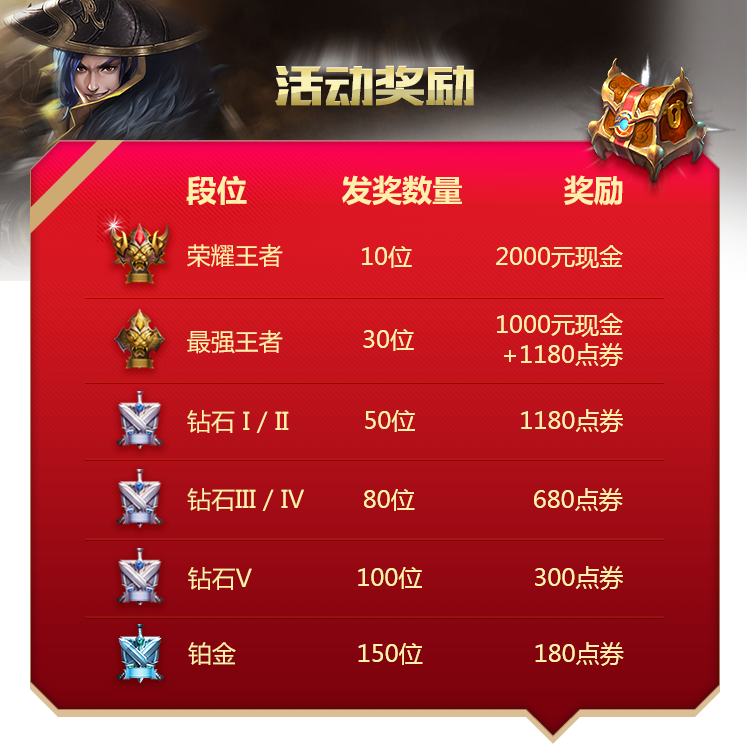 活动奖励
段位 发奖数量 奖励
荣耀王者 10位 2000元现金
最强王者 30位 1000元现金
+1180点券
钻石 I / II 50位 1180点券
钻石III / IV 80位 680点券
钻石V 100位 300点券
铂金 150位 180点券